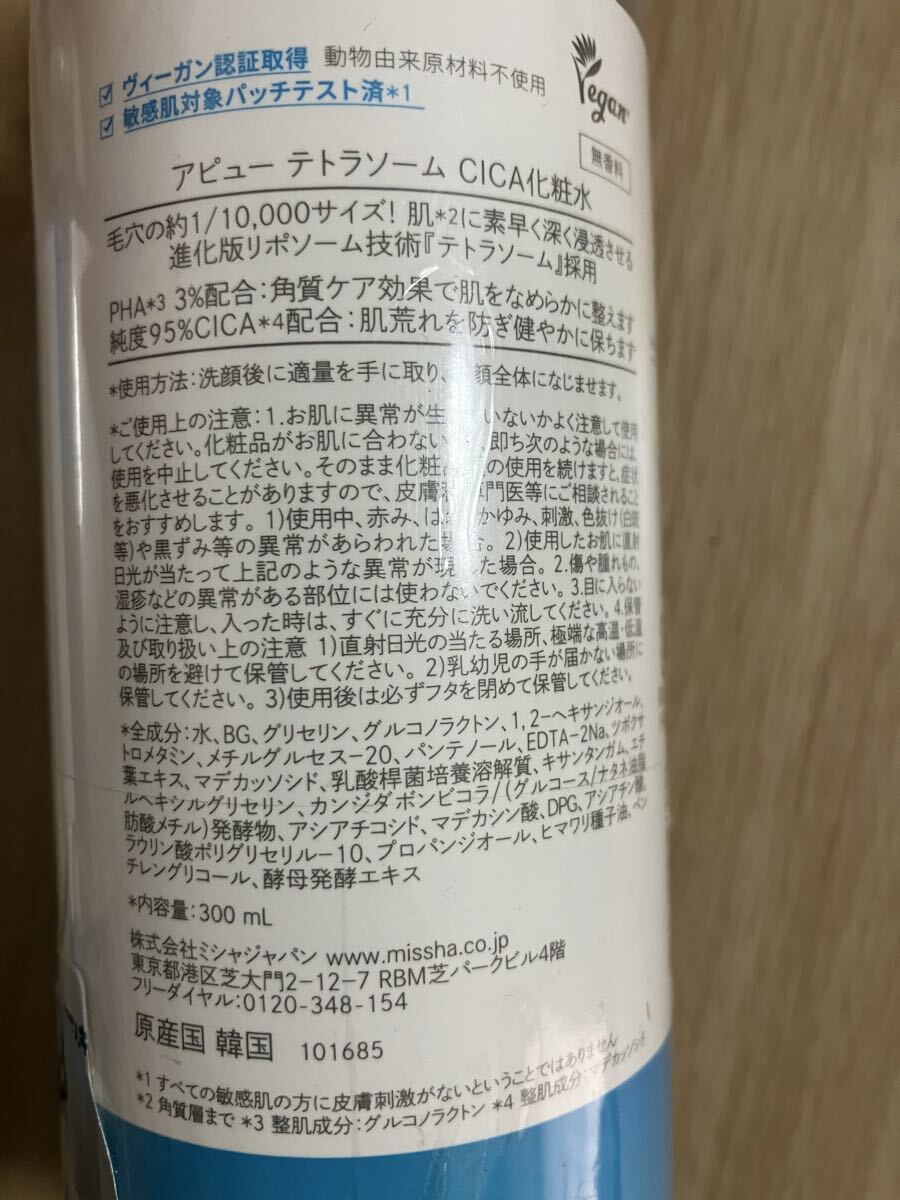 ヴィーガン認証取得 動物由来原材料不使用
敏感肌対象パッチテスト済*1
Vegan
無香料
アピュー テトラソーム CICA化粧水
毛穴の約1/10,000サイズ! 肌*2に素早く深く浸透させる
進化版リポソーム技術『テトラソーム』採用
PHA*3 3%配合:角質ケア効果で肌をなめらかに整えます
純度95%CICA*4配合:肌荒れを防ぎ健やかに保ちます
*使用方法:洗顔後に適量を手に取り、顔全体になじませます。
*ご使用上の注意:1.お肌に異常が生 いないかよく注意して使用
してください。化粧品がお肌に合わない 即ち次のような場合には、
使用を中止してください。そのまま化粧品 の使用を続けますと、症状
を悪化させることがありますので、皮膚科専門医等にご相談されること
をおすすめします。1)使用中、赤み、は かゆみ、刺激、色抜け(白斑
等)や黒ずみ等の異常があらわれた場合。2)使用したお肌に直射
日光が当たって上記のような異常が現 た場合。2.傷や腫れもの、
湿疹などの異常がある部位には使わないでください。3.目に入らない
ように注意し、入った時は、すぐに充分に洗い流してください。4.保管
及び取り扱い上の注意 1)直射日光の当たる場所、極端な高温・低温
の場所を避けて保管してください。2)乳幼児の手が届かない場所に
保管してください。3)使用後は必ずフタを閉めて保管してください。
*全成分:水、BG、グリセリン、グルコノラクトン、1,2-ヘキサンジオール、
トロメタミン、メチルグルセス-20、パンテノール、EDTA-2Na、ツボクサ
葉エキス、マデカッソシド、乳酸桿菌培養溶解質、キサンタンガム、エチ
ルヘキシルグリセリン、カンジダボンビコラ/(グルコース/ナタネ油脂
肪酸メチル)発酵物、アシアチコシド、マデカシン酸、DPG、アシアチン酸、
ラウリン酸ポリグリセリル-10、プロパンジオール、ヒマワリ種子油、ペン
チレングリコール、酵母発酵エキス
*内容量:300 mL
株式会社ミシャジャパン www.missha.co.jp
東京都港区芝大門2-12-7 RBM芝パークビル4階
フリーダイヤル:0120-348-154
原産国 韓国 101685
*1 すべての敏感肌の方に皮膚刺激がないということではありません
*2 角質層まで *3 整肌成分:グルコノラクトン *4 整肌成分:マデカッソシド